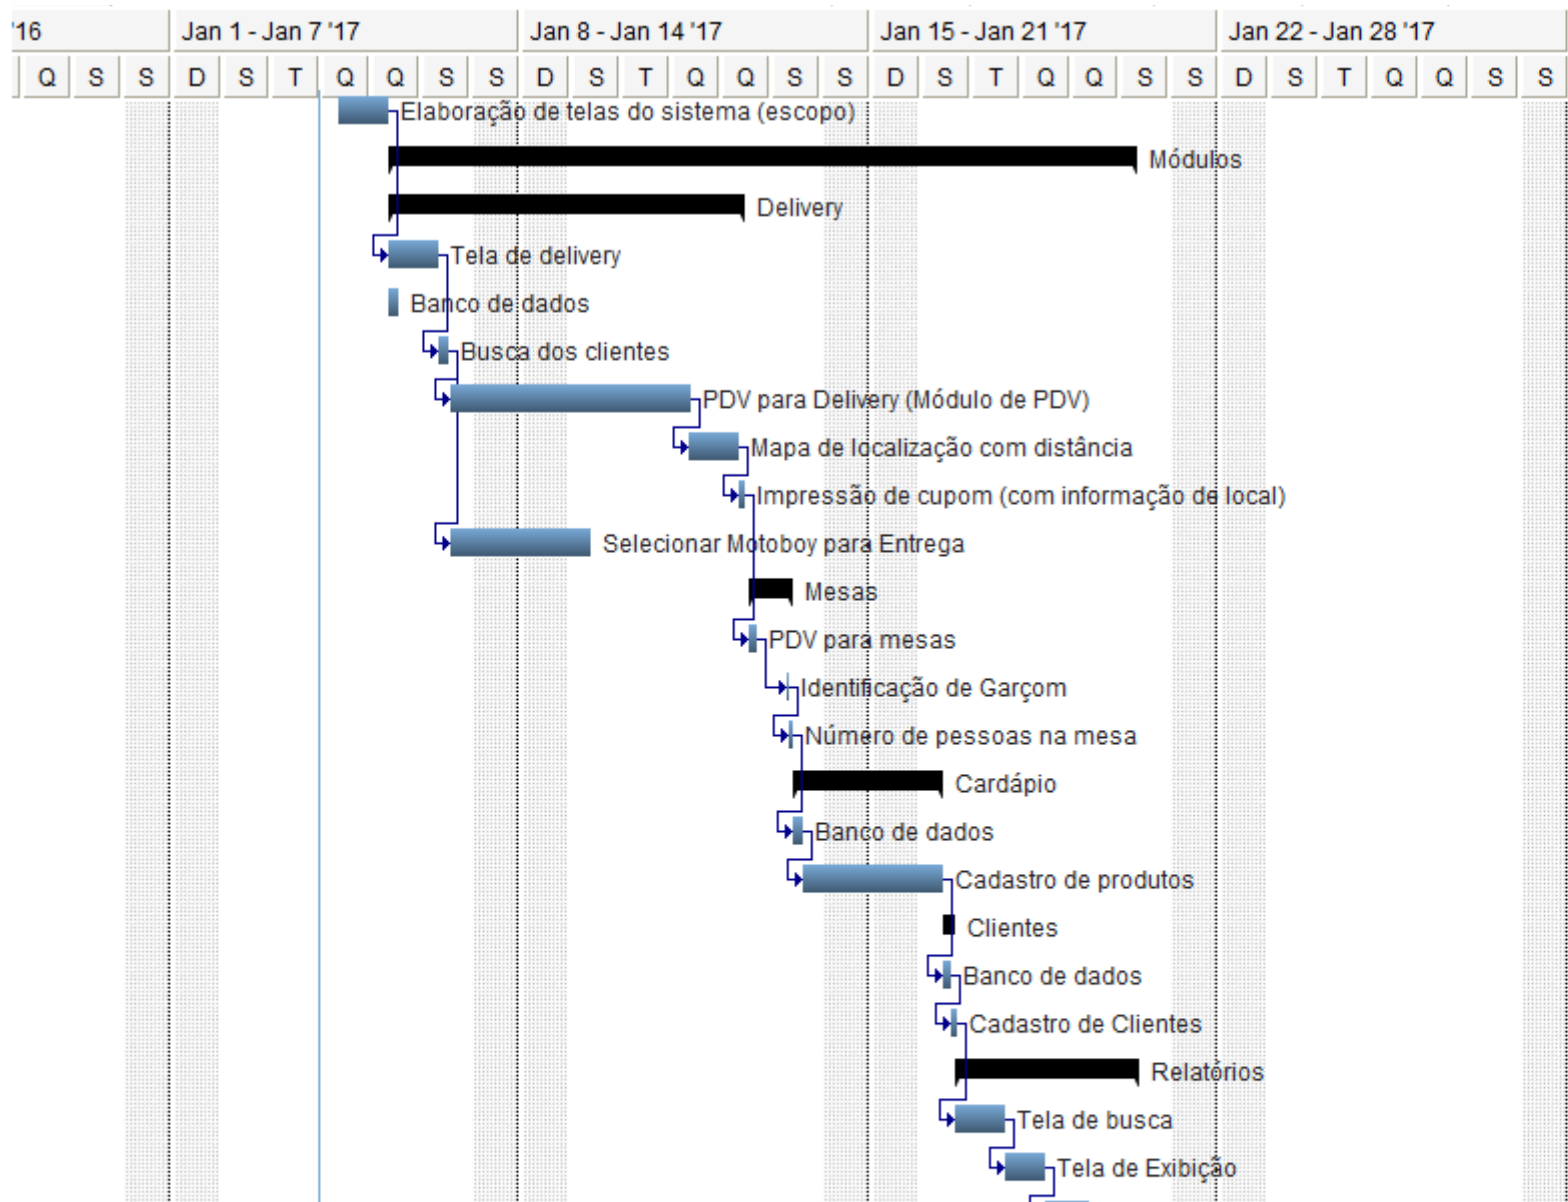 '16 Jan 1 - Jan 7 '17 Jan 8 - Jan 14 '17 Jan 15 - Jan 21 '17 Jan 22 - Jan 28 '17
Q S S D S T Q Q S S D S T Q Q S S D S T Q Q S S D S T Q Q S S
Elaboração de telas do sistema (escopo)
Módulos
Delivery
Tela de delivery
Banco de dados
Busca dos clientes
PDV para Delivery (Módulo de PDV)
Mapa de localização com distância
Impressão de cupom (com informação de local)
Selecionar Motoboy para Entrega
Mesas
PDV para mesas
Identificação de Garçom
Número de pessoas na mesa
Cardápio
Banco de dados
Cadastro de produtos
Clientes
Banco de dados
Cadastro de Clientes
Relatórios
Tela de busca
Tela de Exibição